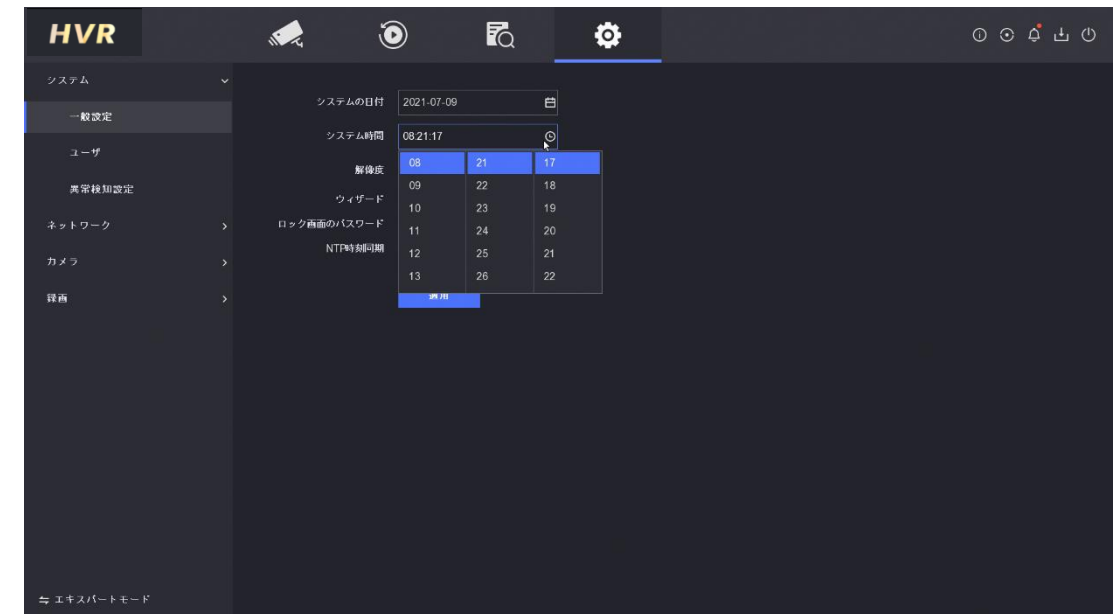 HVR
システム
一般設定
ユーザ
異常検知設定
ネットワーク
カメラ
録画
エキスパートモード
システムの日付 2021-07-09
システム時間 08:21:17
解像度
ウィザード
ロック画面のパスワード
NTP時刻同期
08 21 17
09 22 18
10 23 19
11 24 20
12 25 21
13 26 22
適用